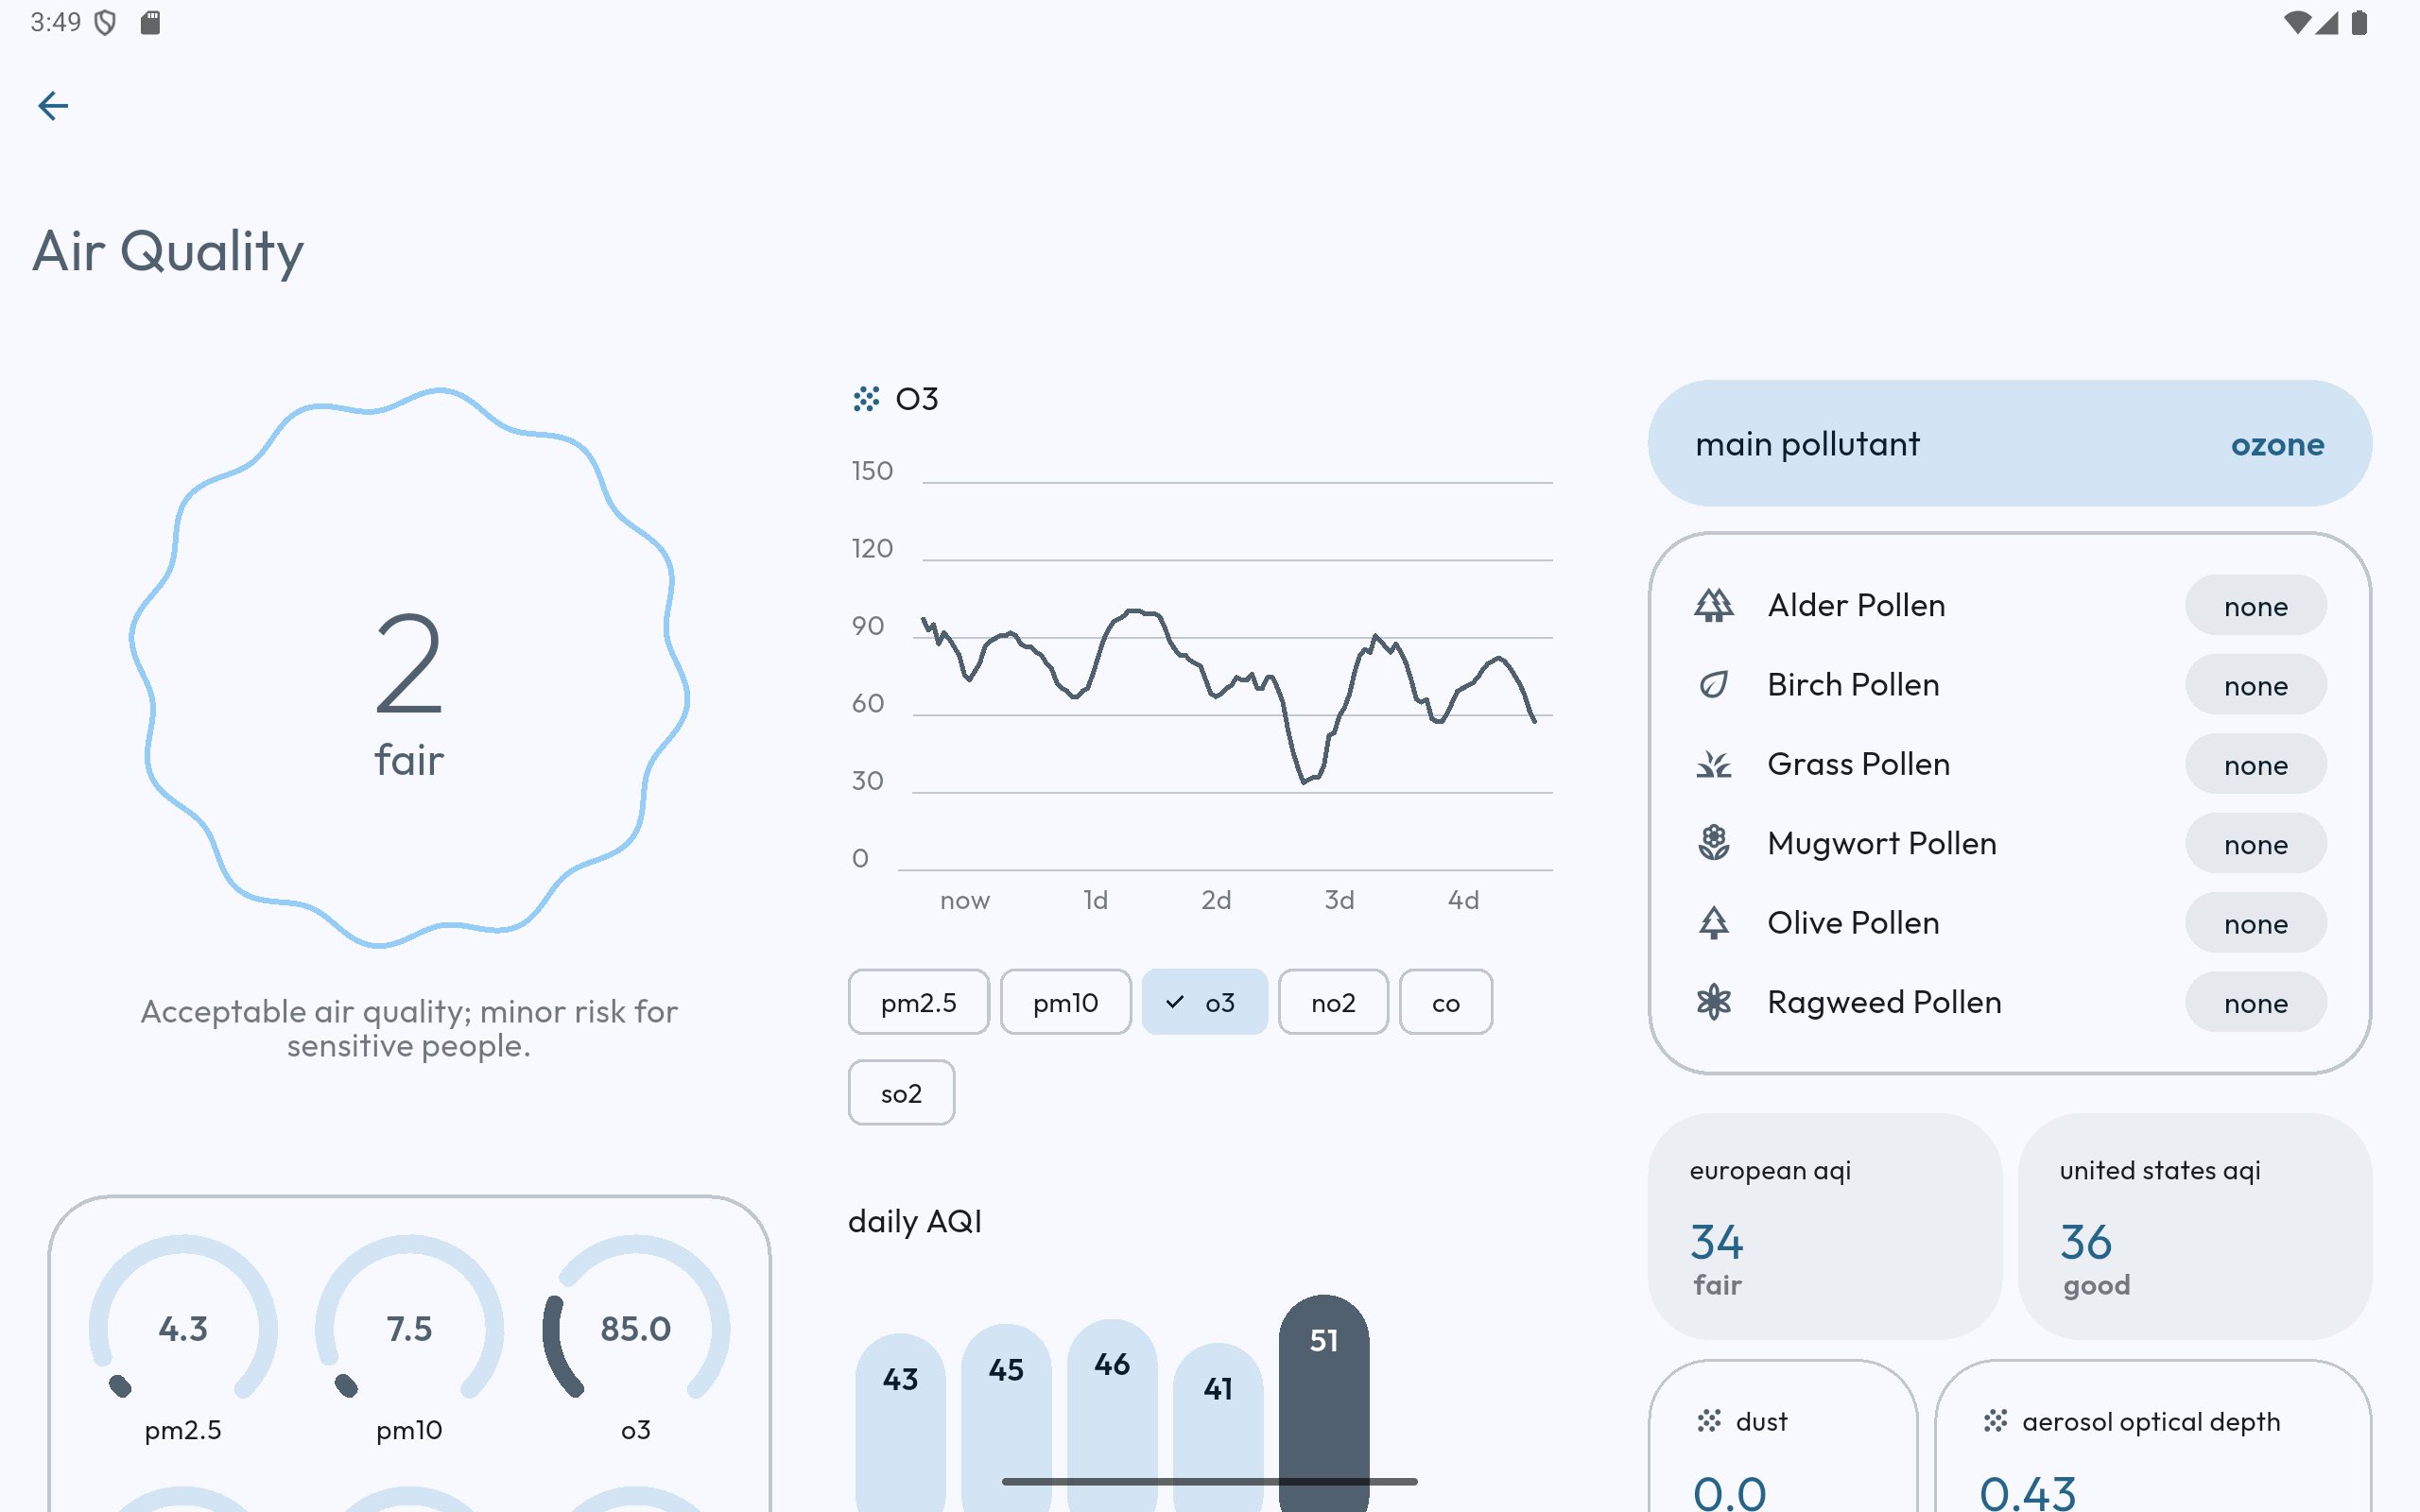 3:49
Air Quality
2
fair
Acceptable air quality; minor risk for
sensitive people.
4.3
7.5
85.0
pm2.5
pm10
o3
O3
150
120
90
60
30
0
now
1d
2d
3d
4d
pm2.5
pm10
o3
no2
co
so2
daily AQI
43
45
46
41
51
main pollutant
ozone
Alder Pollen
none
Birch Pollen
none
Grass Pollen
none
Mugwort Pollen
none
Olive Pollen
none
Ragweed Pollen
none
european aqi
34
fair
united states aqi
36
good
dust
0.0
aerosol optical depth
0.43